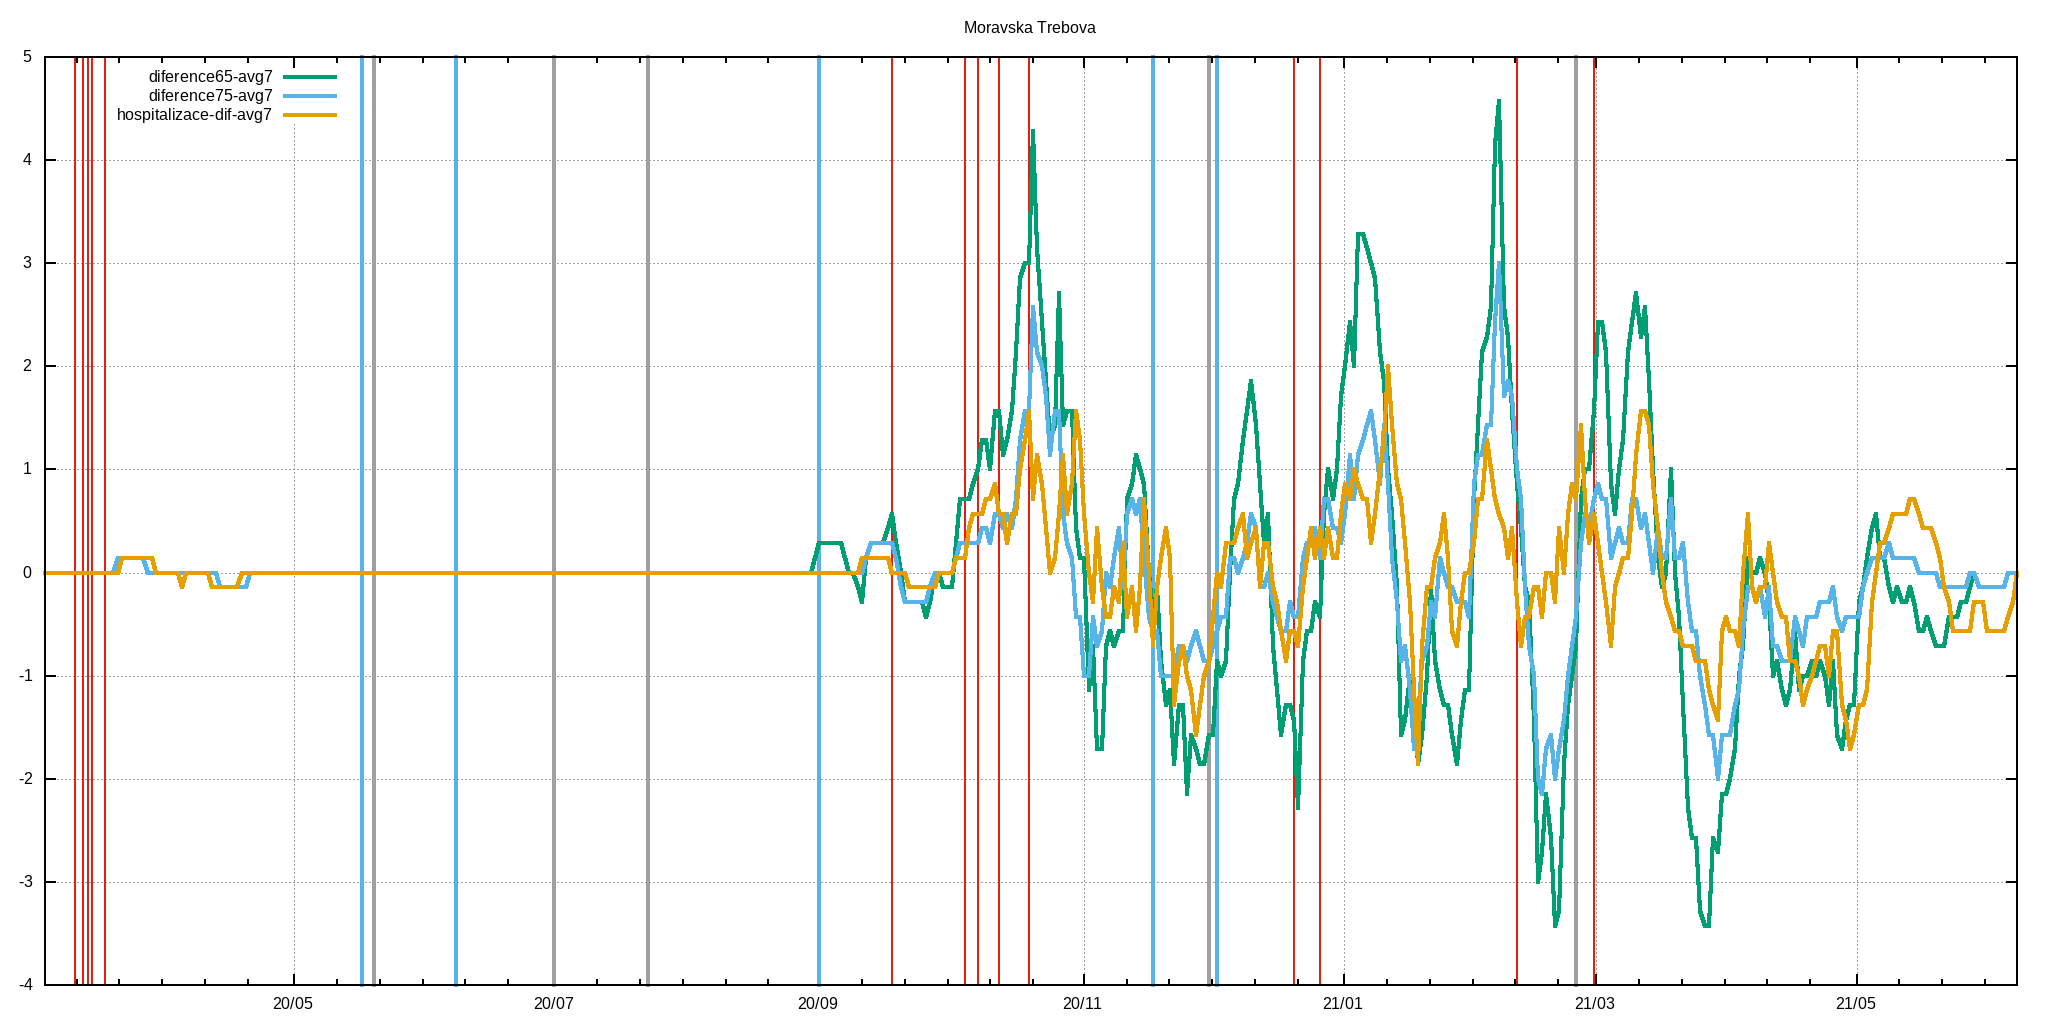 Moravska Trebova
5
diference65-avg7
diference75-avg7
hospitalizace-dif-avg7
4
3
2
1
0
-1
-2
-3
-4
20/05 20/07 20/09 20/11 21/01 21/03 21/05